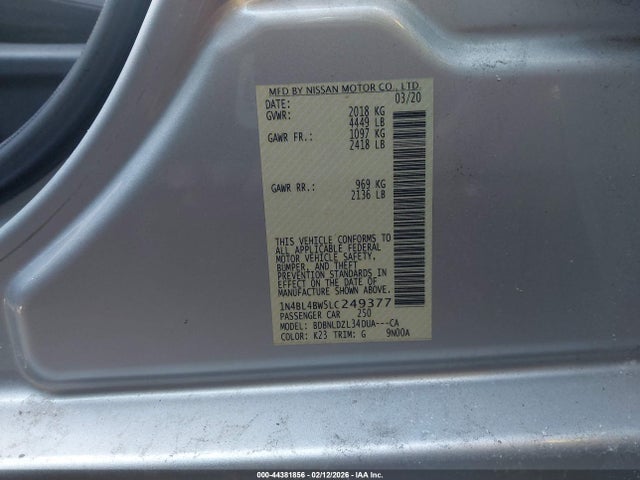 MFD BY NISSAN MOTOR CO., LTD.
DATE: 03/20
GVWR: 2018 KG
4449 LB
GAWR FR.: 1097 KG
2418 LB
GAWR RR.: 969 KG
2136 LB
THIS VEHICLE CONFORMS TO
ALL APPLICABLE FEDERAL
MOTOR VEHICLE SAFETY,
BUMPER, AND THEFT
PREVENTION STANDARDS IN
EFFECT ON THE DATE OF
MANUFACTURE SHOWN ABOVE.
1N4BL4BW5LC249377
PASSENGER CAR 250
MODEL: BDBNLDZL34DUA---CA
COLOR: K23 TRIM: G 9N00A
000-44381856 - 02/12/2026 - IAA Inc.